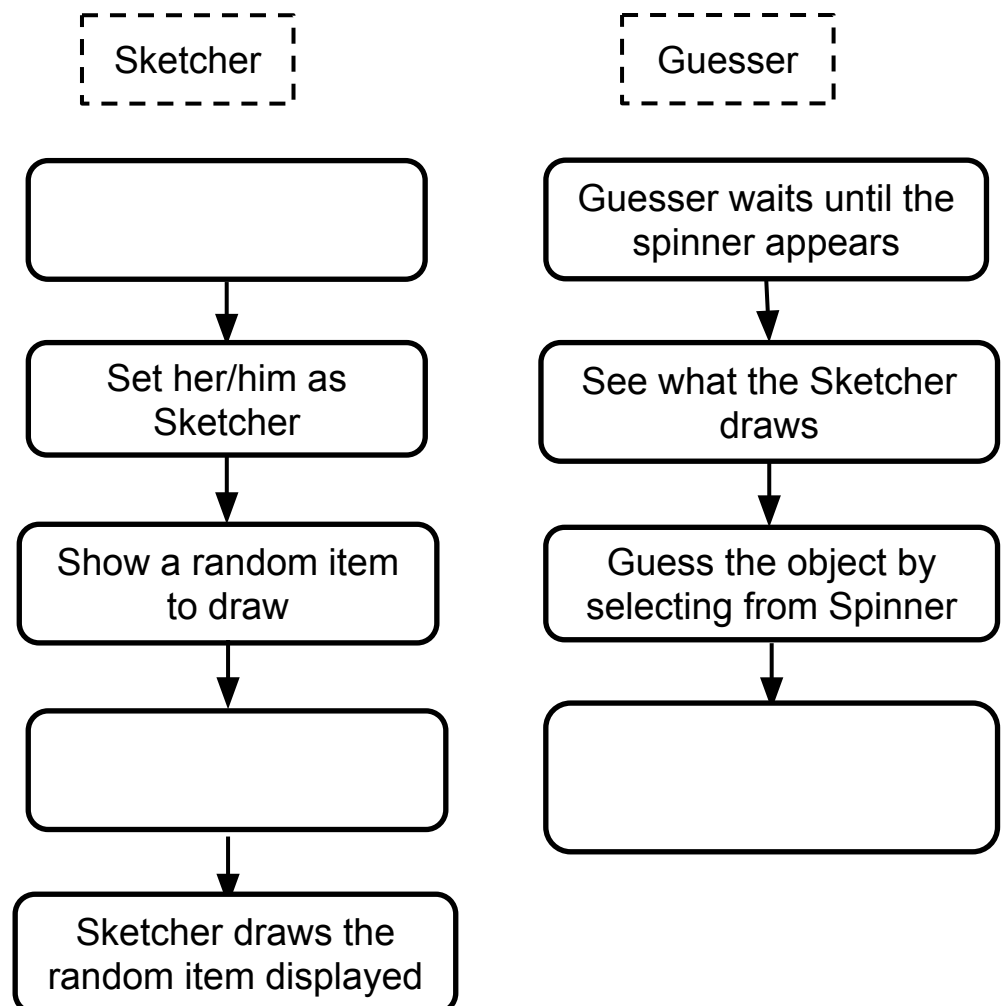 Sketcher
Set her/him as
Sketcher
Show a random item
to draw
Sketcher draws the
random item displayed
Guesser
Guesser waits until the
spinner appears
See what the Sketcher
draws
Guess the object by
selecting from Spinner